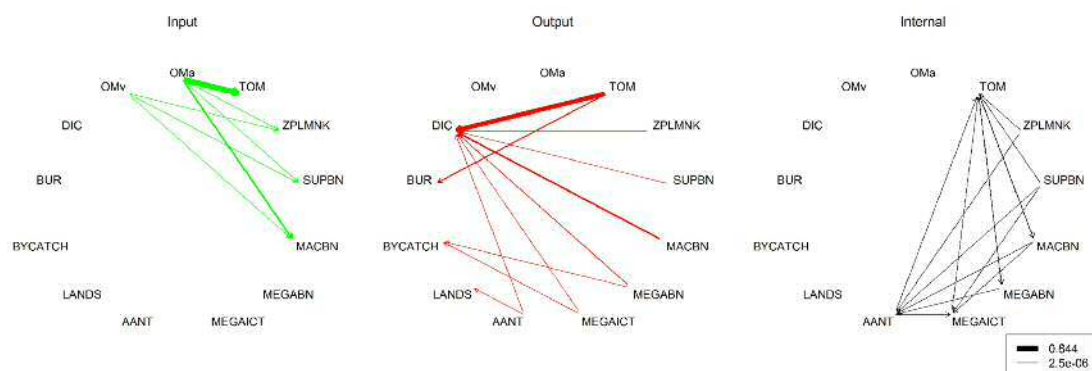 Input
OMa
TOM
OMv
ZPLMNK
DIC
SUPBN
BUR
MACBN
BYCATCH
MEGABN
LANDS
MEGAICT
AANT
Output
OMa
TOM
OMv
ZPLMNK
DIC
SUPBN
BUR
MACBN
BYCATCH
MEGABN
LANDS
MEGAICT
AANT
Internal
OMa
TOM
OMv
ZPLMNK
DIC
SUPBN
BUR
MACBN
BYCATCH
MEGABN
LANDS
MEGAICT
AANT
0.644
2.5e-06